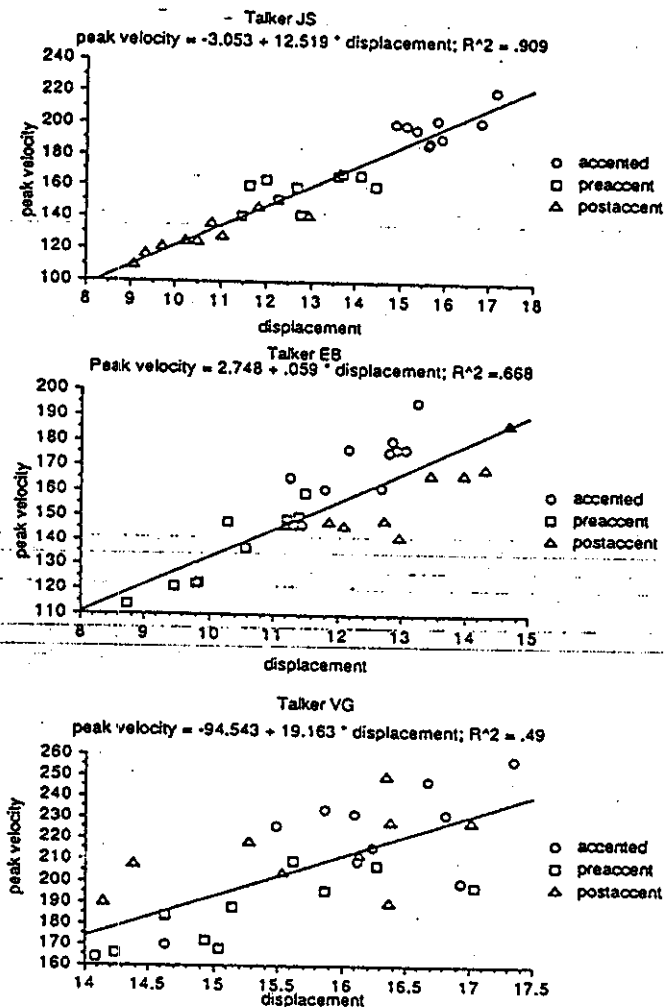 Talker JS
peak velocity = -3.053 + 12.519 * displacement; R^2 = .909
240
220
200
180
160
140
120
100
peak velocity
8 9 10 11 12 13 14 15 16 17 18
displacement
accented
preaccent
postaccent
Talker EB
Peak velocity = 2.748 + .059 * displacement; R^2 =.668
200
190
180
170
160
150
140
130
120
110
peak velocity
8 9 10 11 12 13 14 15
displacement
accented
preaccent
postaccent
Talker VG
peak velocity = -94.543 + 19.163 * displacement; R^2 = .49
260
250
240
230
220
210
200
190
180
170
160
peak velocity
14 14.5 15 15.5 16 16.5 17 17.5
displacement
accented
preaccent
postaccent